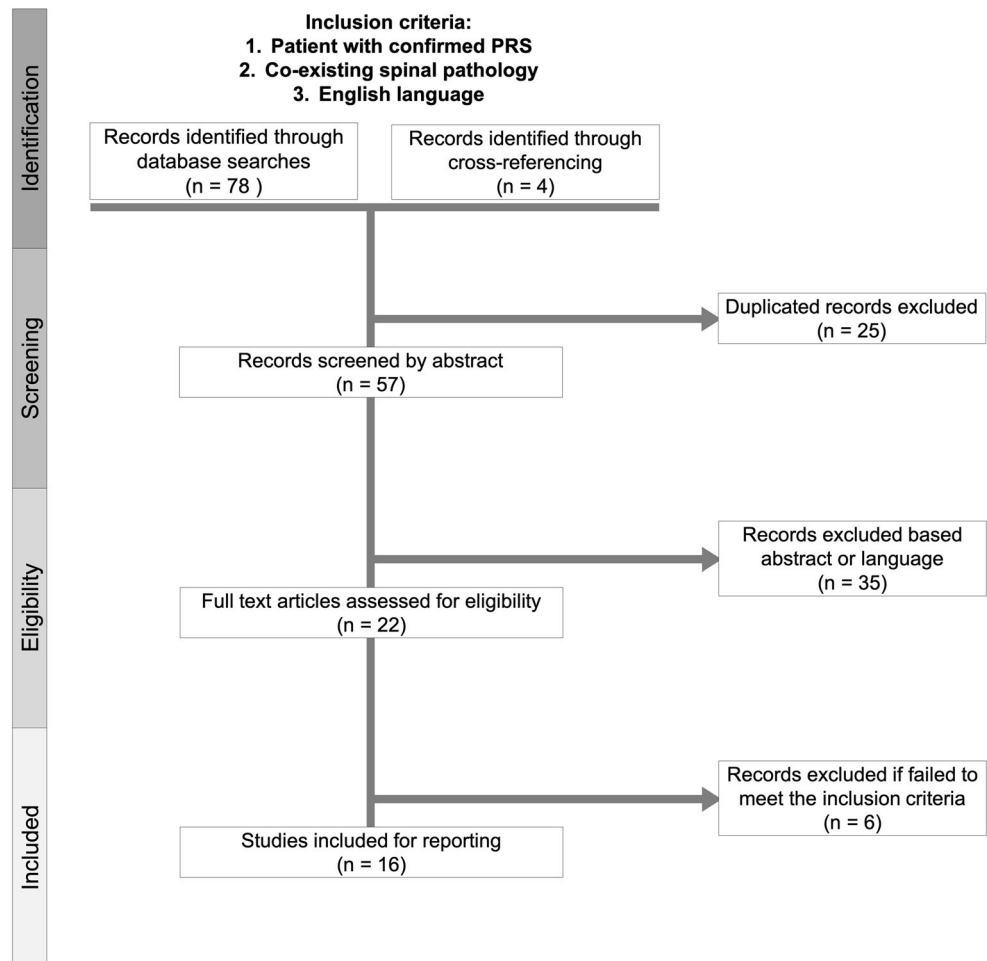 Inclusion criteria:
1. Patient with confirmed PRS
2. Co-existing spinal pathology
3. English language
Identification
Records identified through
database searches
(n = 78 )
Records identified through
cross-referencing
(n = 4)
Screening
Duplicated records excluded
(n = 25)
Records screened by abstract
(n = 57)
Eligibility
Records excluded based
abstract or language
(n = 35)
Full text articles assessed for eligibility
(n = 22)
Included
Records excluded if failed to
meet the inclusion criteria
(n = 6)
Studies included for reporting
(n = 16)